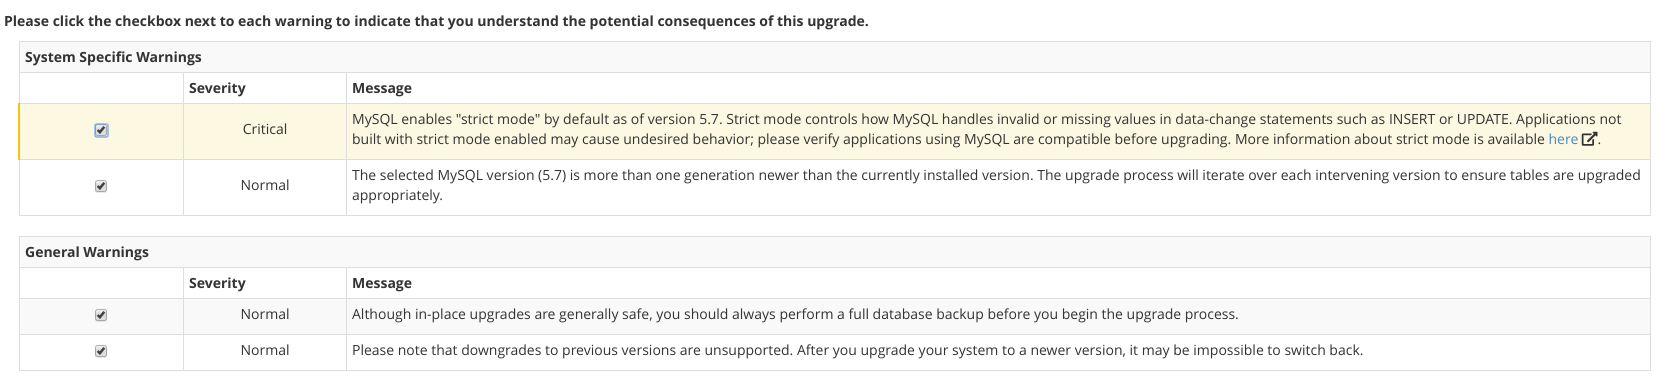 Please click the checkbox next to each warning to indicate that you understand the potential consequences of this upgrade.
System Specific Warnings
Severity Message
Critical MySQL enables "strict mode" by default as of version 5.7. Strict mode controls how MySQL handles invalid or missing values in data-change statements such as INSERT or UPDATE. Applications not
built with strict mode enabled may cause undesired behavior; please verify applications using MySQL are compatible before upgrading. More information about strict mode is available here.
Normal The selected MySQL version (5.7) is more than one generation newer than the currently installed version. The upgrade process will iterate over each intervening version to ensure tables are upgraded
appropriately.
General Warnings
Severity Message
Normal Although in-place upgrades are generally safe, you should always perform a full database backup before you begin the upgrade process.
Normal Please note that downgrades to previous versions are unsupported. After you upgrade your system to a newer version, it may be impossible to switch back.